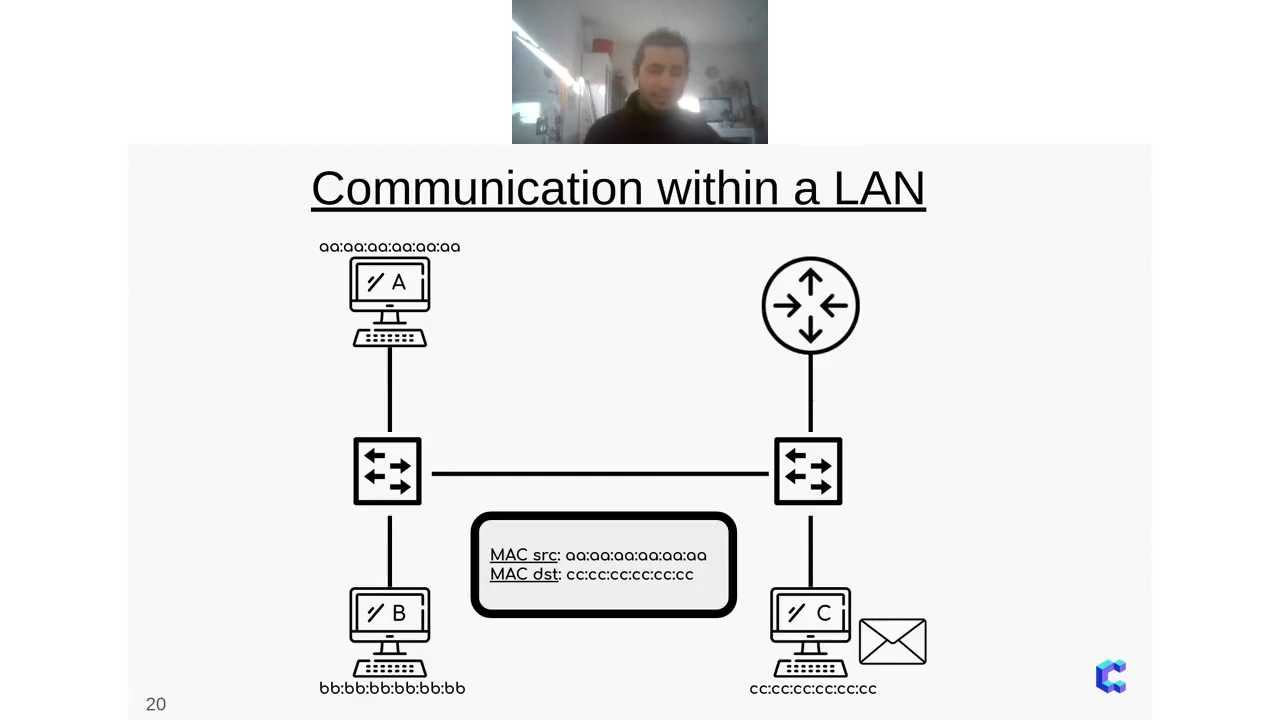 Communication within a LAN
aa:aa:aa:aa:aa:aa
A
MAC src: aa:aa:aa:aa:aa:aa
MAC dst: cc:cc:cc:cc:cc:cc
B
C
bb:bb:bb:bb:bb:bb
cc:cc:cc:cc:cc:cc
20